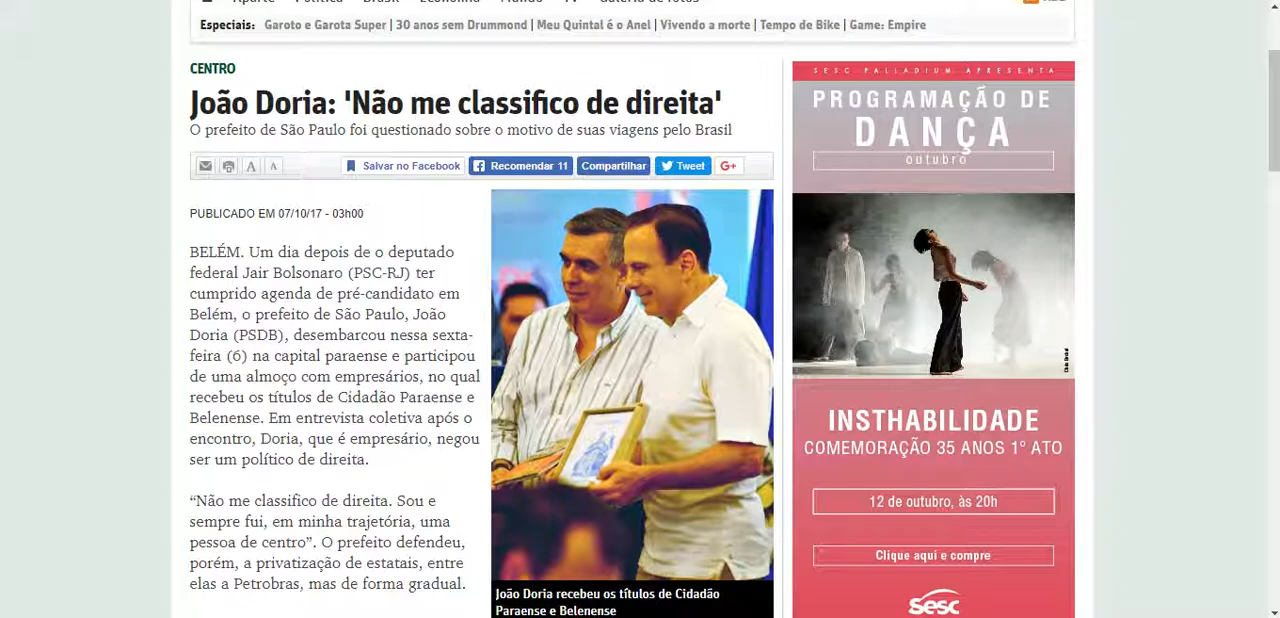 Especiais: Garoto e Garota Super | 30 anos sem Drummond | Meu Quintal é o Anel | Vivendo a morte | Tempo de Bike | Game: Empire
CENTRO
João Doria: 'Não me classifico de direita'
O prefeito de São Paulo foi questionado sobre o motivo de suas viagens pelo Brasil
A A Salvar no Facebook Recomendar 11 Compartilhar Tweet G+
PUBLICADO EM 07/10/17 - 03h00
BELÉM. Um dia depois de o deputado
federal Jair Bolsonaro (PSC-RJ) ter
cumprido agenda de pré-candidato em
Belém, o prefeito de São Paulo, João
Doria (PSDB), desembarcou nessa sexta-
feira (6) na capital paraense e participou
de uma almoço com empresários, no qual
recebeu os títulos de Cidadão Paraense e
Belenense. Em entrevista coletiva após o
encontro, Doria, que é empresário, negou
ser um político de direita.
“Não me classifico de direita. Sou e
sempre fui, em minha trajetória, uma
pessoa de centro”. O prefeito defendeu,
porém, a privatização de estatais, entre
elas a Petrobras, mas de forma gradual.
João Doria recebeu os títulos de Cidadão
Paraense e Belenense
SESC PALLADIUM APRESENTA
PROGRAMAÇÃO DE
DANÇA
outubro
INSTHABILIDADE
COMEMORAÇÃO 35 ANOS 1º ATO
12 de outubro, às 20h
Clique aqui e compre
Sesc